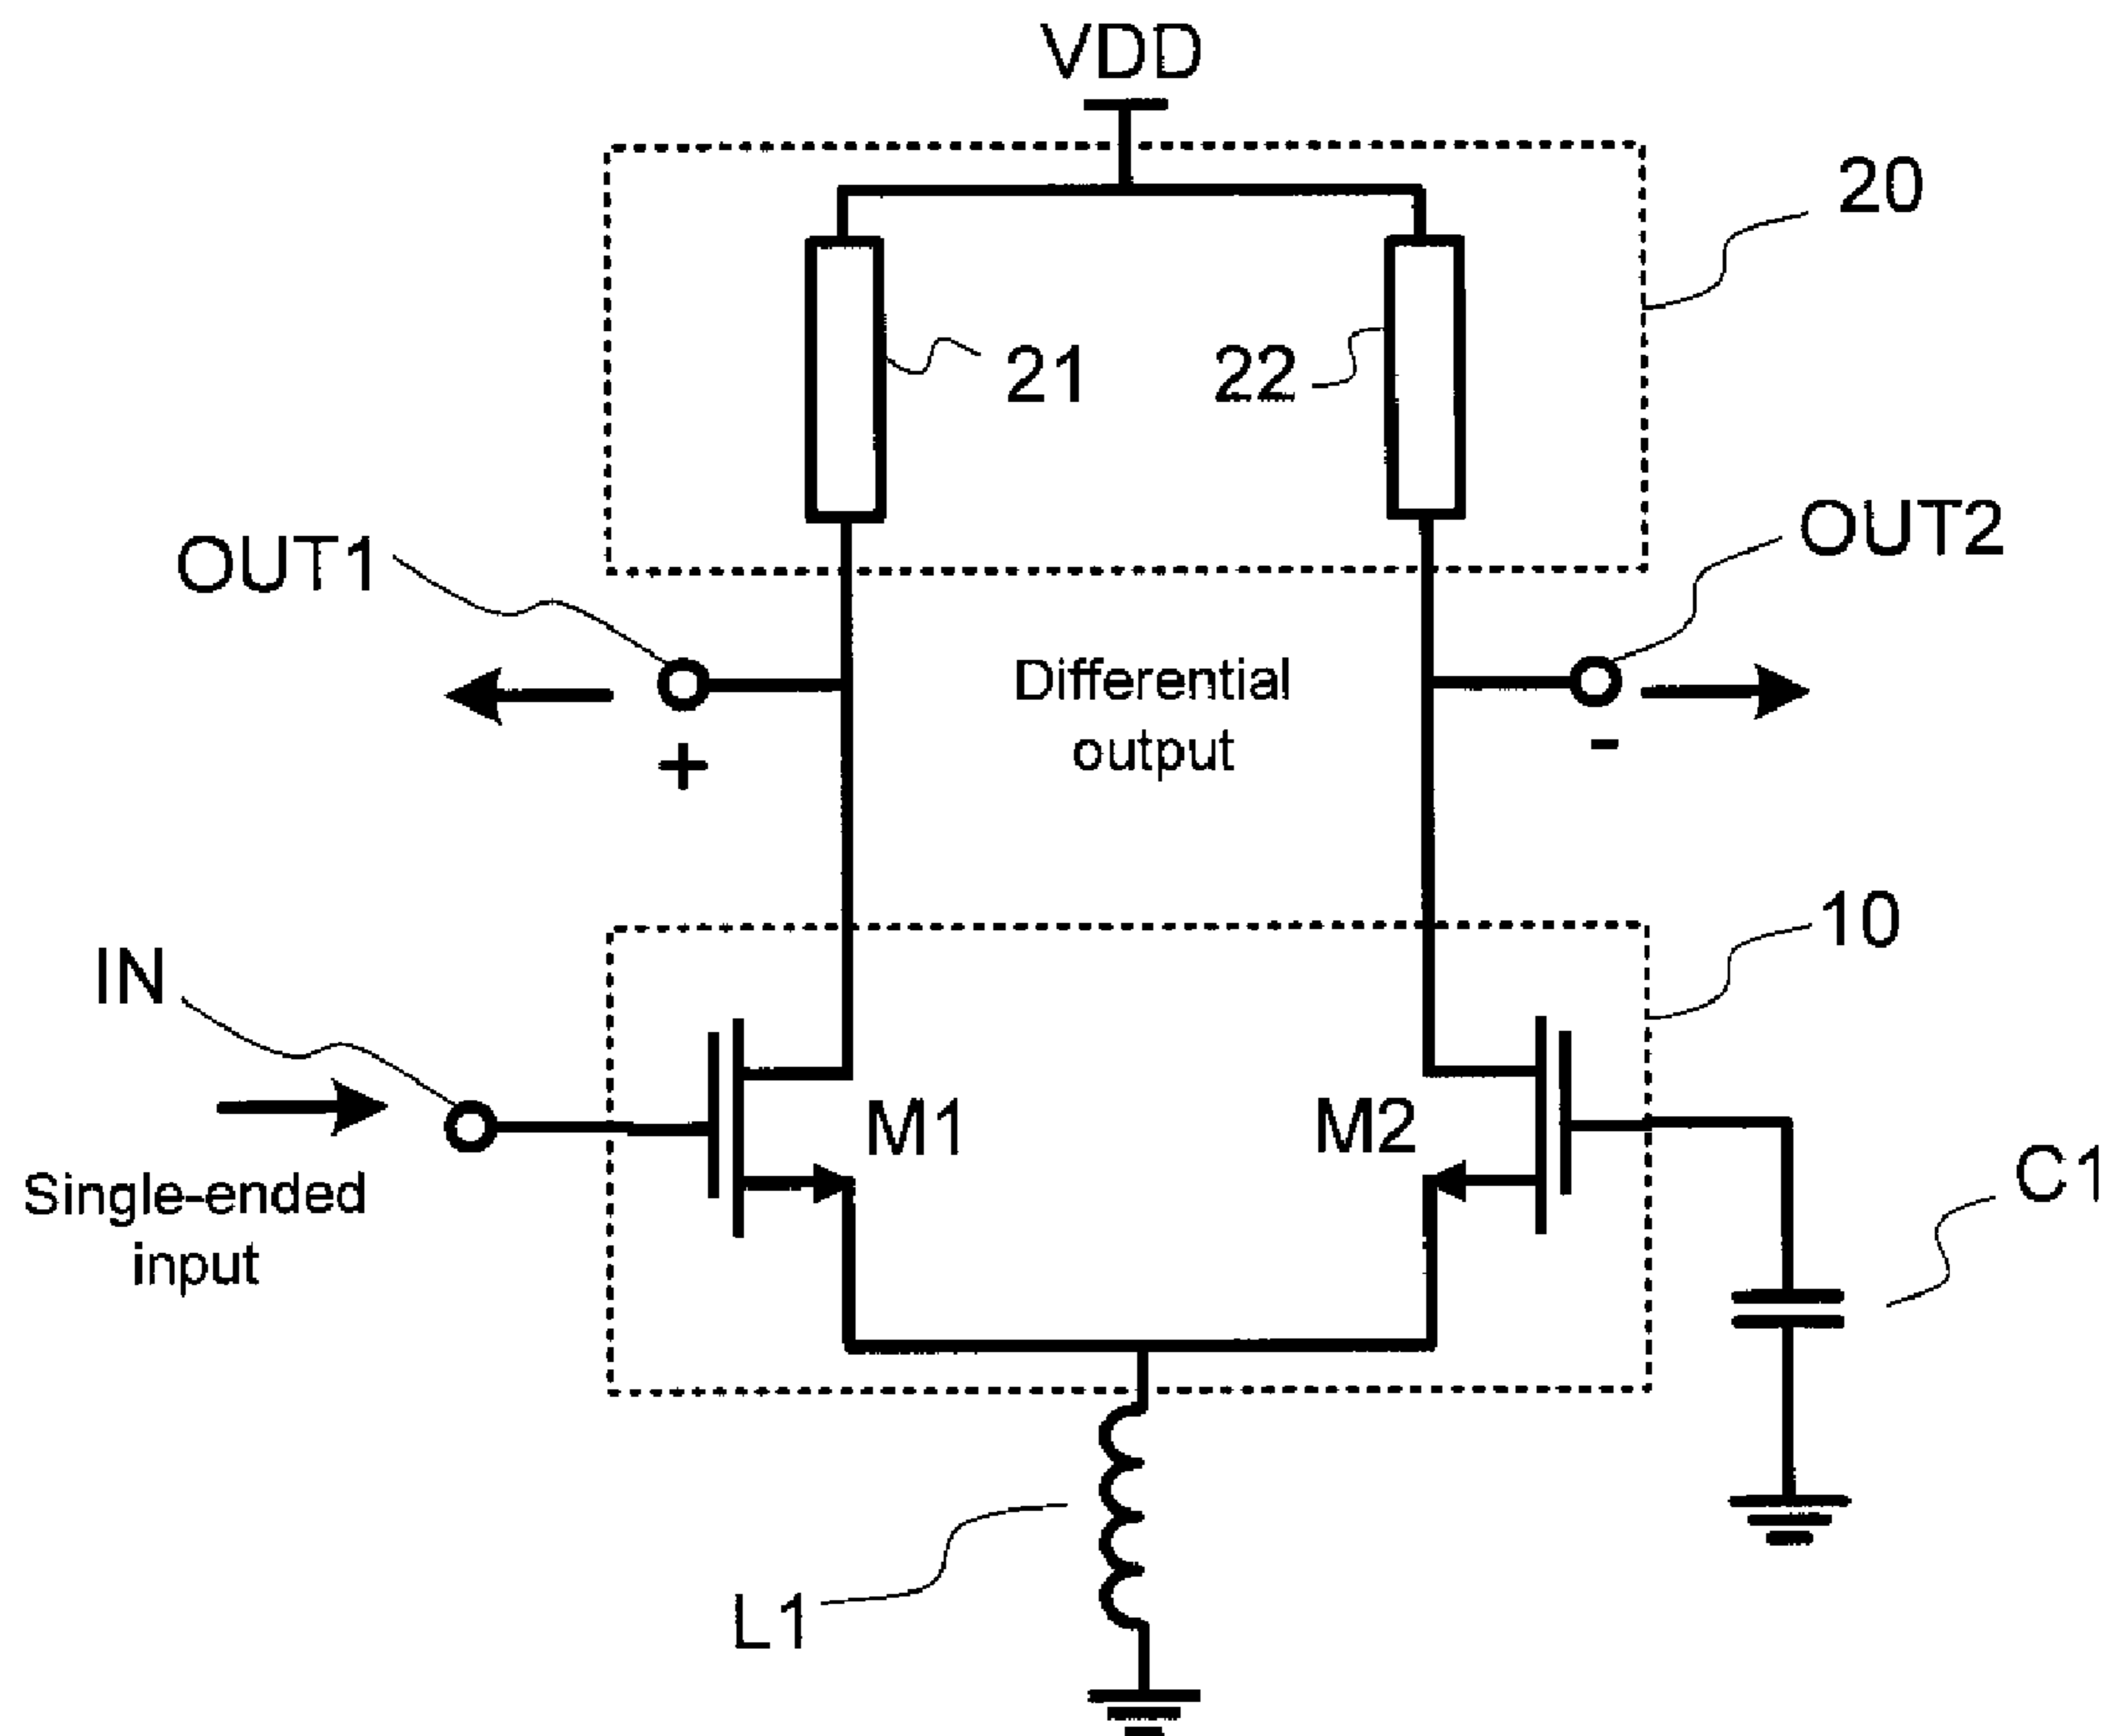 VDD
20
21
22
OUT1
OUT2
Differential
output
+
-
10
IN
M1
M2
Single-ended
input
C1
L1